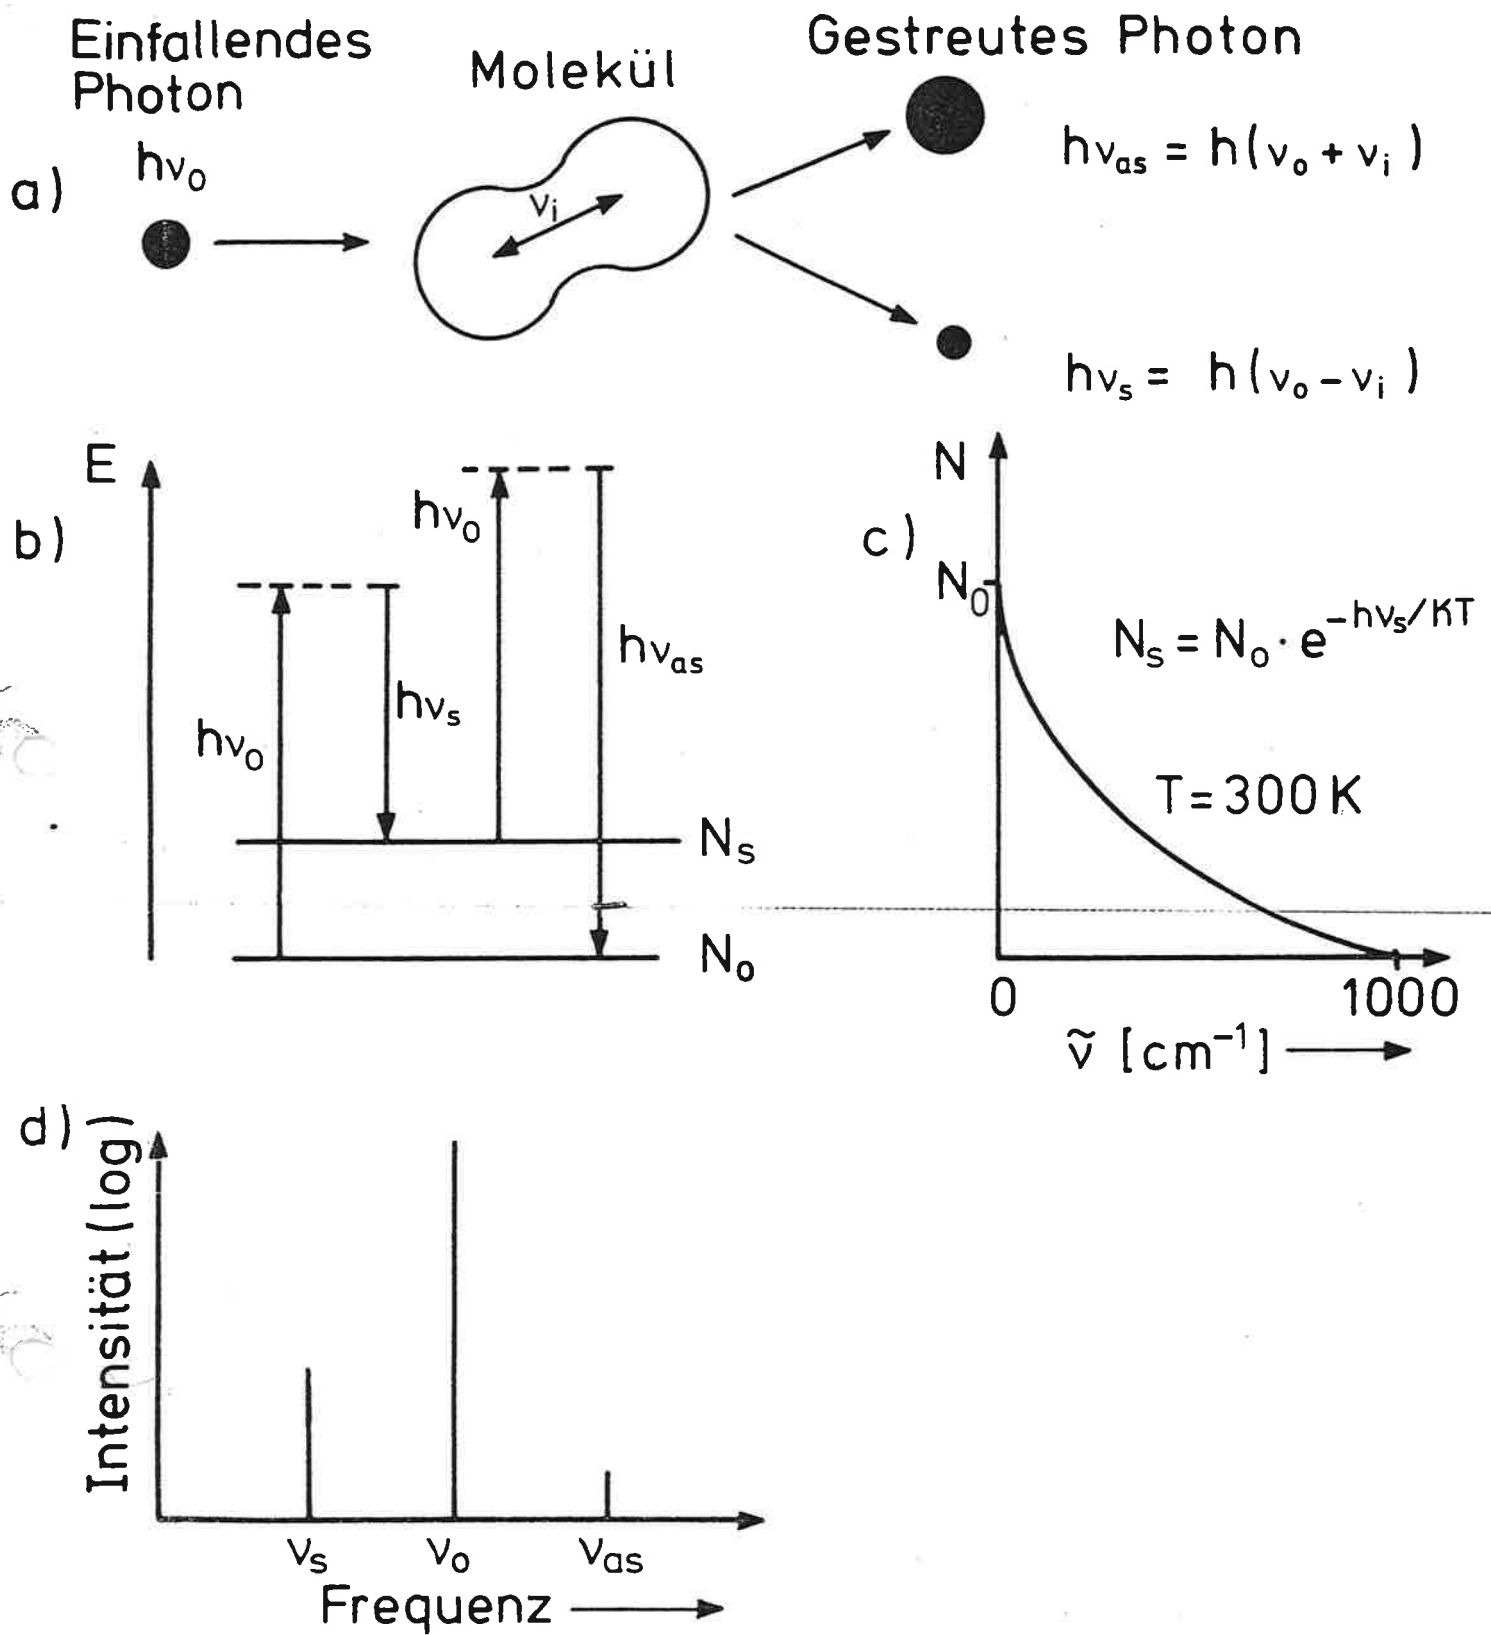 Einfallendes
Photon
Molekül
Gestreutes Photon
a)
hν₀
νᵢ
hνₐₛ = h(ν₀ + νᵢ )
hνₛ = h(ν₀ – νᵢ )
b)
E
hν₀
hνₛ
hν₀
hνₐₛ
Nₛ
N₀
c)
N
N₀
Nₛ = N₀ · e^–hνₛ/KT
T = 300 K
0
1000
ν̃ [cm⁻¹]
d)
Intensität (log)
νₛ
ν₀
νₐₛ
Frequenz